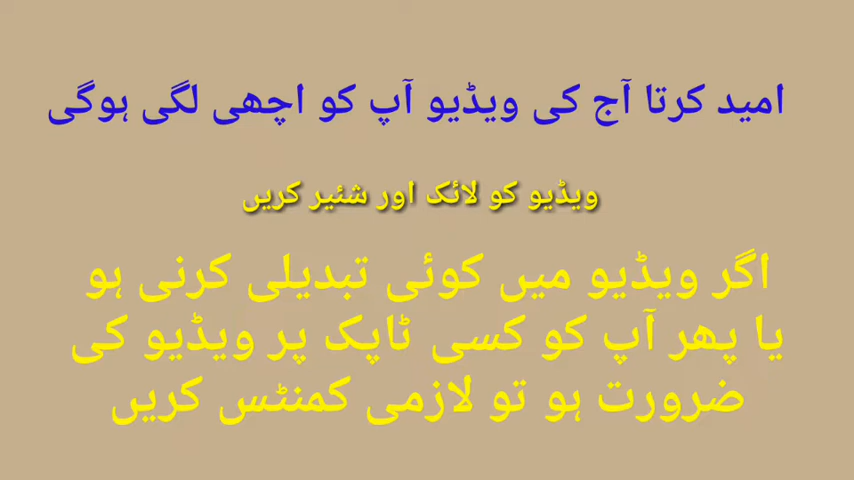 امید کرتا آج کی ویڈیو آپ کو اچھی لگی ہوگی
ویڈیو کو لائک اور شئیر کریں
اگر ویڈیو میں کوئی تبدیلی کرنی ہو
یا پھر آپ کو کسی ٹاپک پر ویڈیو کی
ضرورت ہو تو لازمی کمنٹس کریں